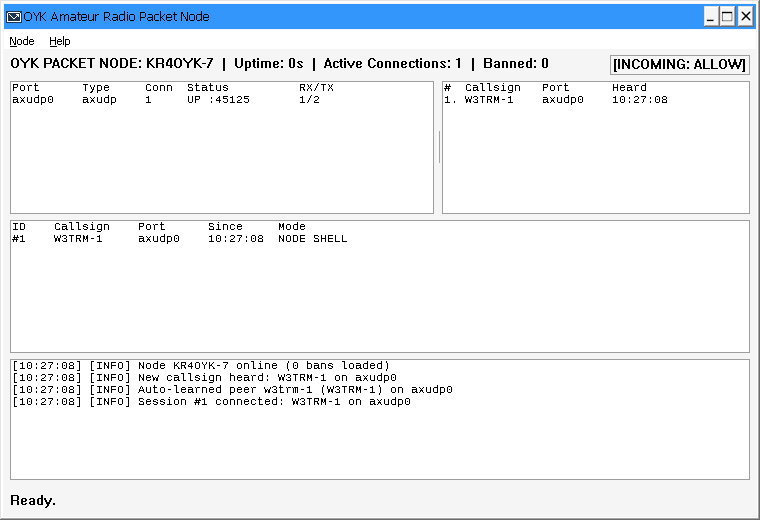 OYK Amateur Radio Packet Node
Node Help
OYK PACKET NODE: KR4OYK-7 | Uptime: 0s | Active Connections: 1 | Banned: 0 [INCOMING: ALLOW]
Port Type Conn Status RX/TX
axudp0 axudp 1 UP :45125 1/2
# Callsign Port Heard
1. W3TRM-1 axudp0 10:27:08
ID Callsign Port Since Mode
#1 W3TRM-1 axudp0 10:27:08 NODE SHELL
[10:27:08] [INFO] Node KR4OYK-7 online (0 bans loaded)
[10:27:08] [INFO] New callsign heard: W3TRM-1 on axudp0
[10:27:08] [INFO] Auto-learned peer w3trm-1 (W3TRM-1) on axudp0
[10:27:08] [INFO] Session #1 connected: W3TRM-1 on axudp0
Ready.